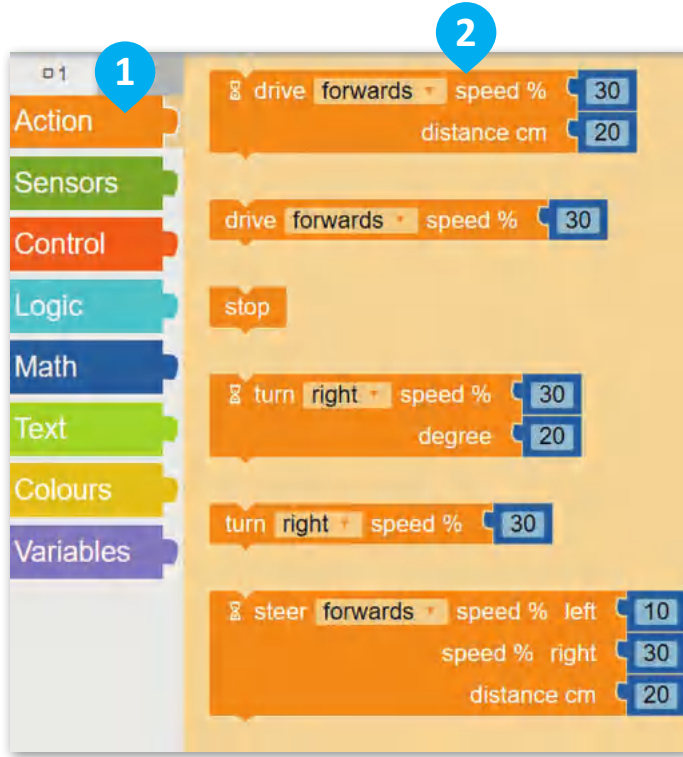 1
1
2
Action
Sensors
Control
Logic
Math
Text
Colours
Variables
drive forwards speed % 30
distance cm 20
drive forwards speed % 30
stop
turn right speed % 30
degree 20
turn right speed % 30
steer forwards speed % left 10
speed % right 30
distance cm 20